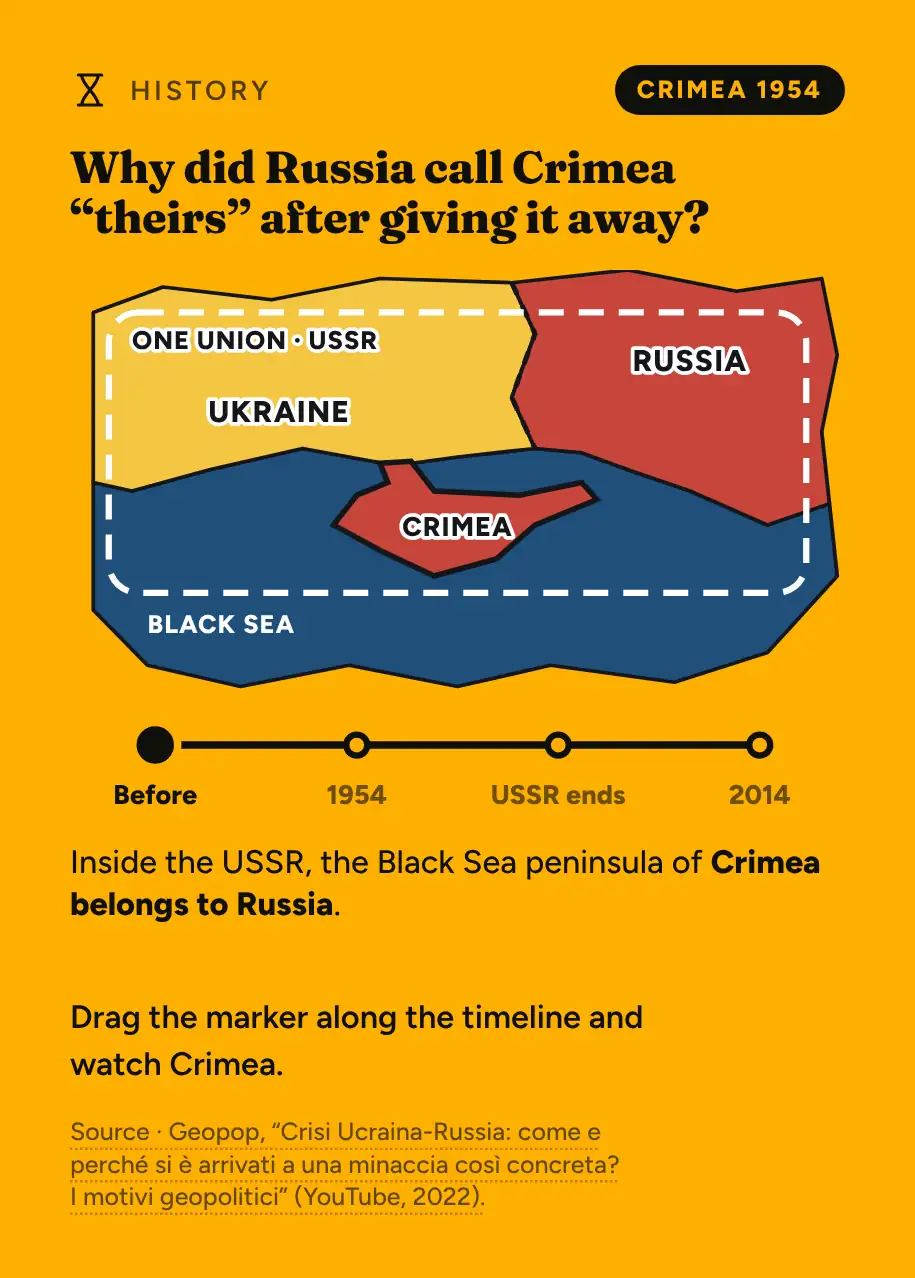 HISTORY
CRIMEA 1954
Why did Russia call Crimea
“theirs” after giving it away?
ONE UNION · USSR
RUSSIA
UKRAINE
CRIMEA
BLACK SEA
Before
1954
USSR ends
2014
Inside the USSR, the Black Sea peninsula of Crimea
belongs to Russia.
Drag the marker along the timeline and
watch Crimea.
Source · Geopop, “Crisi Ucraina-Russia: come e
perché si è arrivati a una minaccia così concreta?
I motivi geopolitici” (YouTube, 2022).